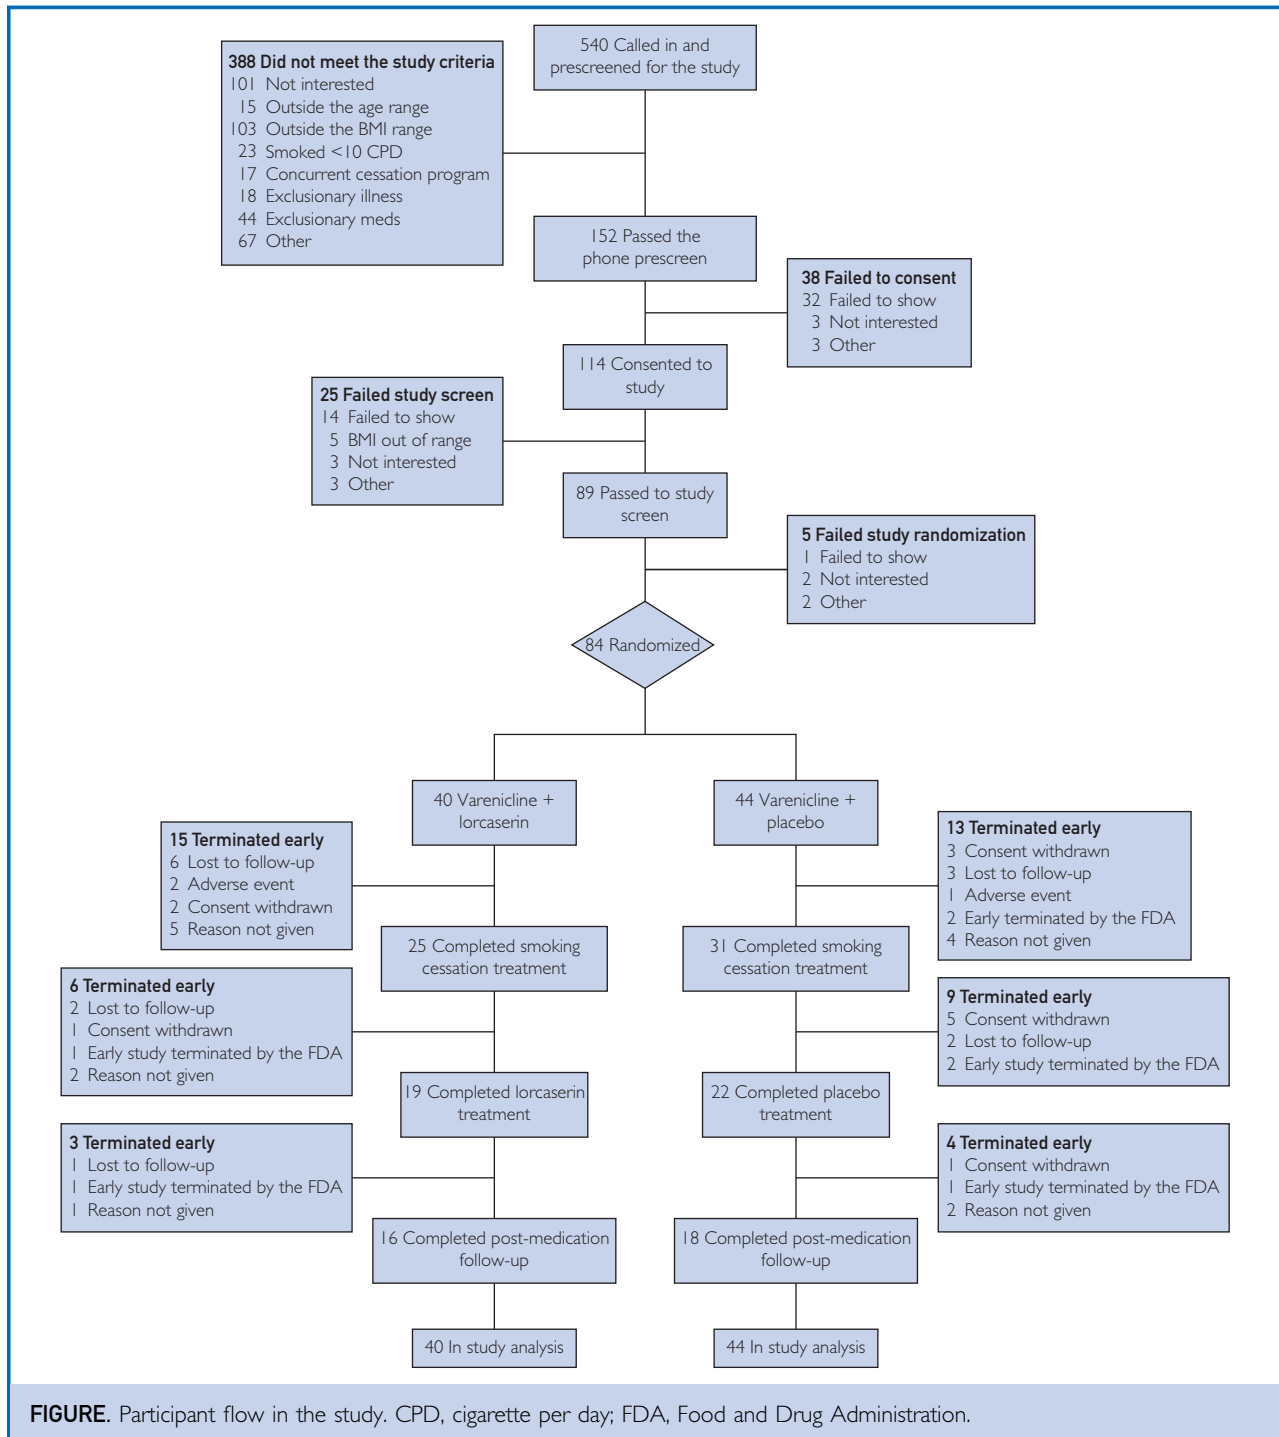 540 Called in and
prescreened for the study
388 Did not meet the study criteria
101 Not interested
15 Outside the age range
103 Outside the BMI range
23 Smoked <10 CPD
17 Concurrent cessation program
18 Exclusionary illness
44 Exclusionary meds
67 Other
152 Passed the
phone prescreen
38 Failed to consent
32 Failed to show
3 Not interested
3 Other
114 Consented to
study
25 Failed study screen
14 Failed to show
5 BMI out of range
3 Not interested
3 Other
89 Passed to study
screen
5 Failed study randomization
1 Failed to show
2 Not interested
2 Other
84 Randomized
40 Varenicline +
lorcaserin
44 Varenicline +
placebo
15 Terminated early
6 Lost to follow-up
2 Adverse event
2 Consent withdrawn
5 Reason not given
13 Terminated early
3 Consent withdrawn
3 Lost to follow-up
1 Adverse event
2 Early terminated by the FDA
4 Reason not given
25 Completed smoking
cessation treatment
31 Completed smoking
cessation treatment
6 Terminated early
2 Lost to follow-up
1 Consent withdrawn
1 Early study terminated by the FDA
2 Reason not given
9 Terminated early
5 Consent withdrawn
2 Lost to follow-up
2 Early study terminated by the FDA
19 Completed lorcaserin
treatment
22 Completed placebo
treatment
3 Terminated early
1 Lost to follow-up
1 Early study terminated by the FDA
1 Reason not given
4 Terminated early
1 Consent withdrawn
1 Early study terminated by the FDA
2 Reason not given
16 Completed post-medication
follow-up
18 Completed post-medication
follow-up
40 In study analysis
44 In study analysis
FIGURE. Participant flow in the study. CPD, cigarette per day; FDA, Food and Drug Administration.